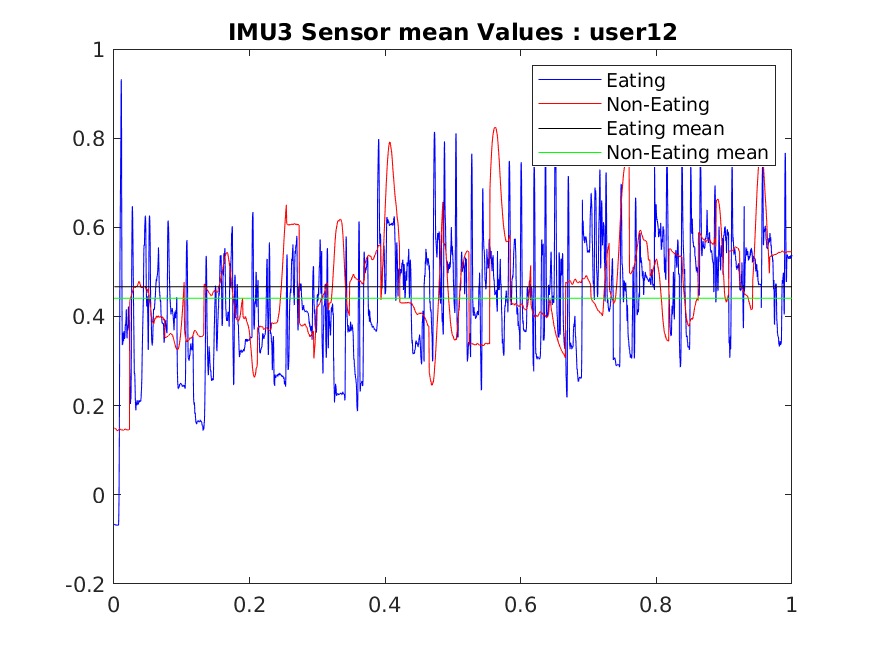 IMU3 Sensor mean Values : user12
1
0.8
0.6
0.4
0.2
0
-0.2
0
0.2
0.4
0.6
0.8
1
Eating
Non-Eating
Eating mean
Non-Eating mean